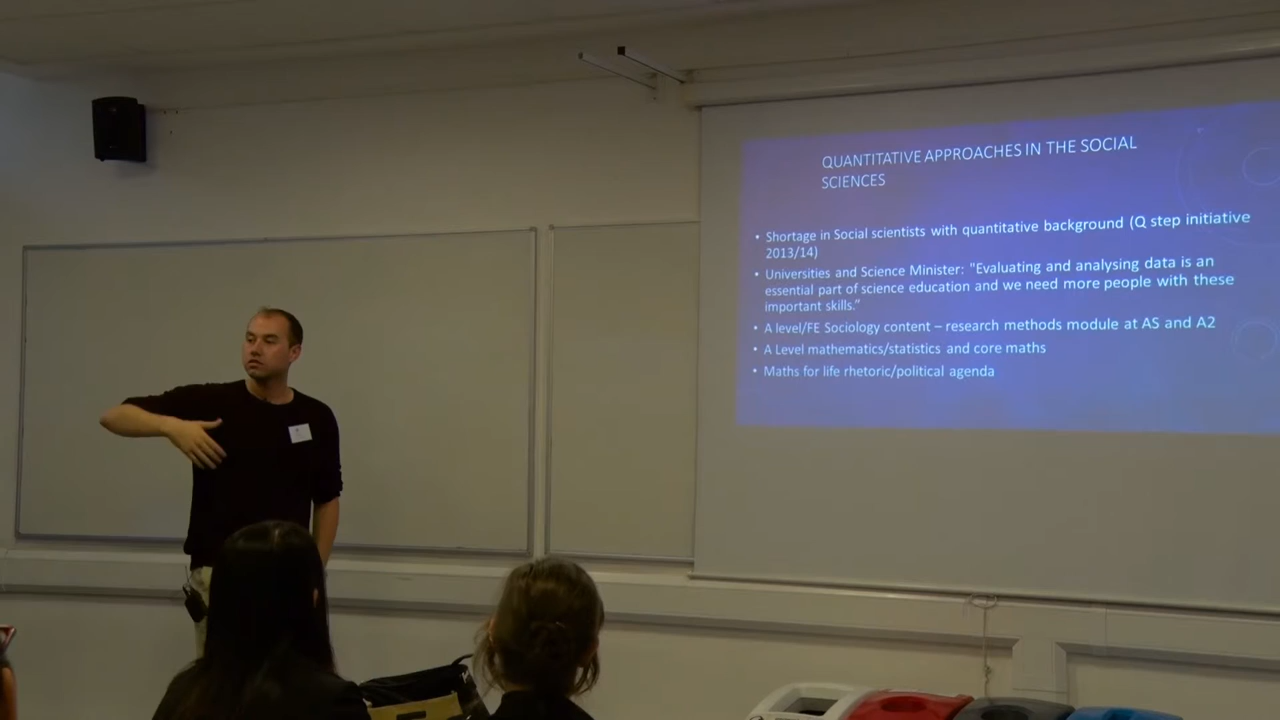 QUANTITATIVE APPROACHES IN THE SOCIAL
SCIENCES
• Shortage in Social scientists with quantitative background (Q step initiative
2013/14)
• Universities and Science Minister: "Evaluating and analysing data is an
essential part of science education and we need more people with these
important skills.”
• A level/FE Sociology content – research methods module at AS and A2
• A Level mathematics/statistics and core maths
• Maths for life rhetoric/political agenda